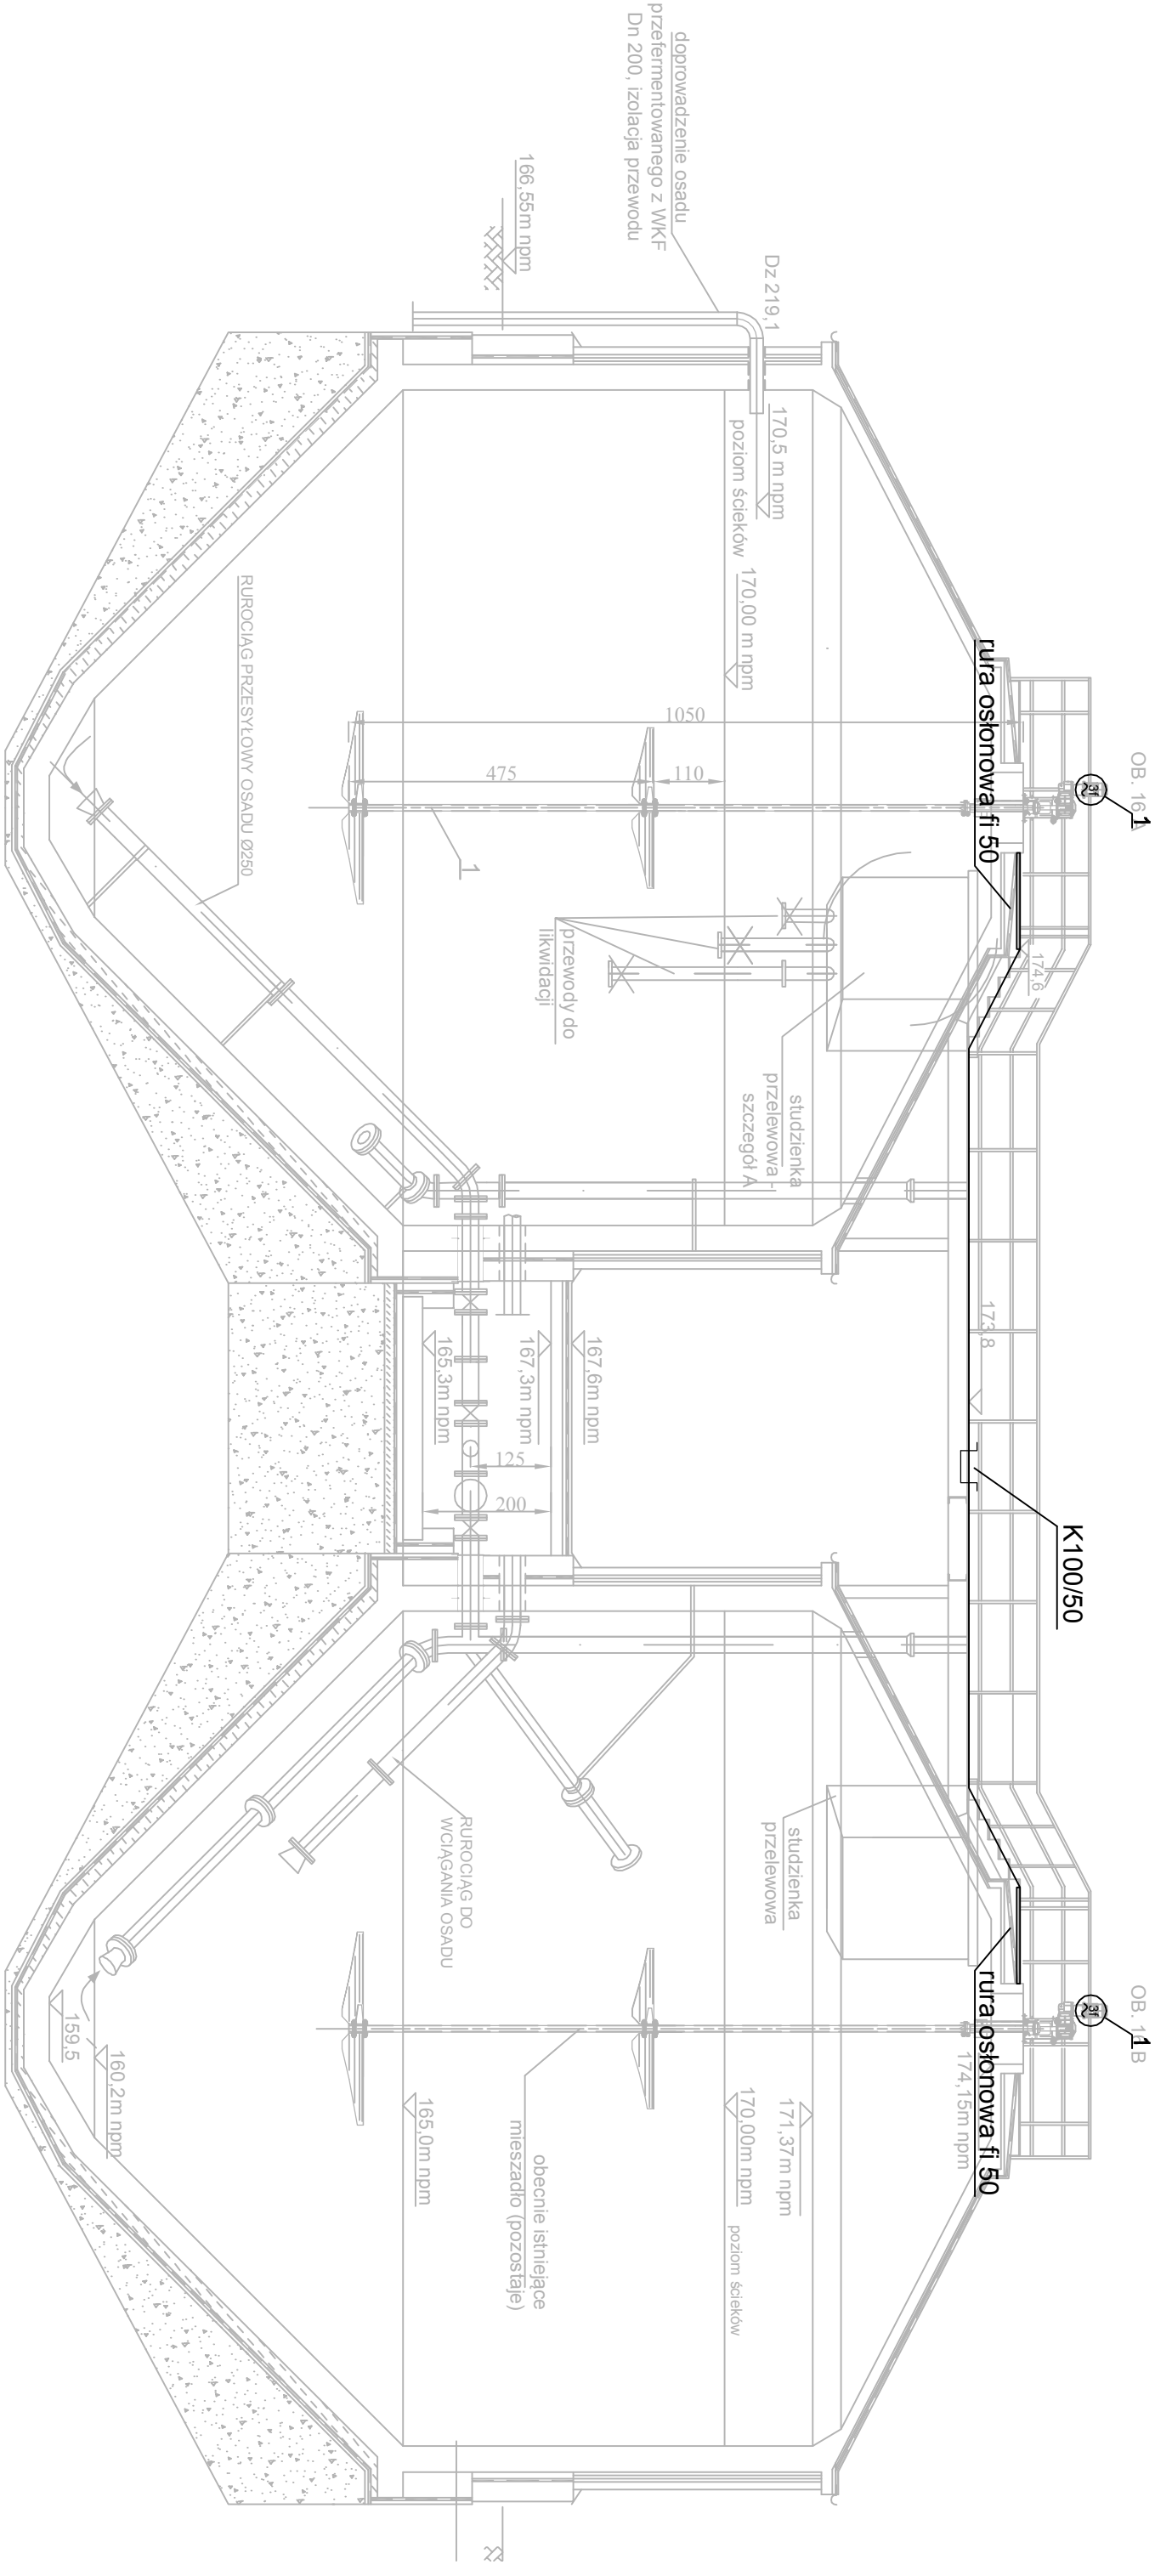 OB. 16 A
1
3f
OB. 16 B
1
3f
K100/50
rura osłonowa fi 50
174,6
173,8
rura osłonowa fi 50
174,15m npm
doprowadzenie osadu
przefermentowanego z WKF
Dn 200, izolacja przewodu
Dz 219,1
170,5 m npm
poziom ścieków
170,00 m npm
166,55m npm
1050
475
110
1
przewody do
likwidacji
studzienka
przelewowa -
szczegół A
RUROCIĄG PRZESYŁOWY OSADU Ø250
167,6m npm
167,3m npm
165,3m npm
125
200
studzienka
przelewowa
RUROCIĄG DO
WCIĄGANIA OSADU
171,37m npm
170,00m npm
poziom ścieków
obecnie istniejące
mieszadło (pozostaje)
165,0m npm
160,2m npm
159,5